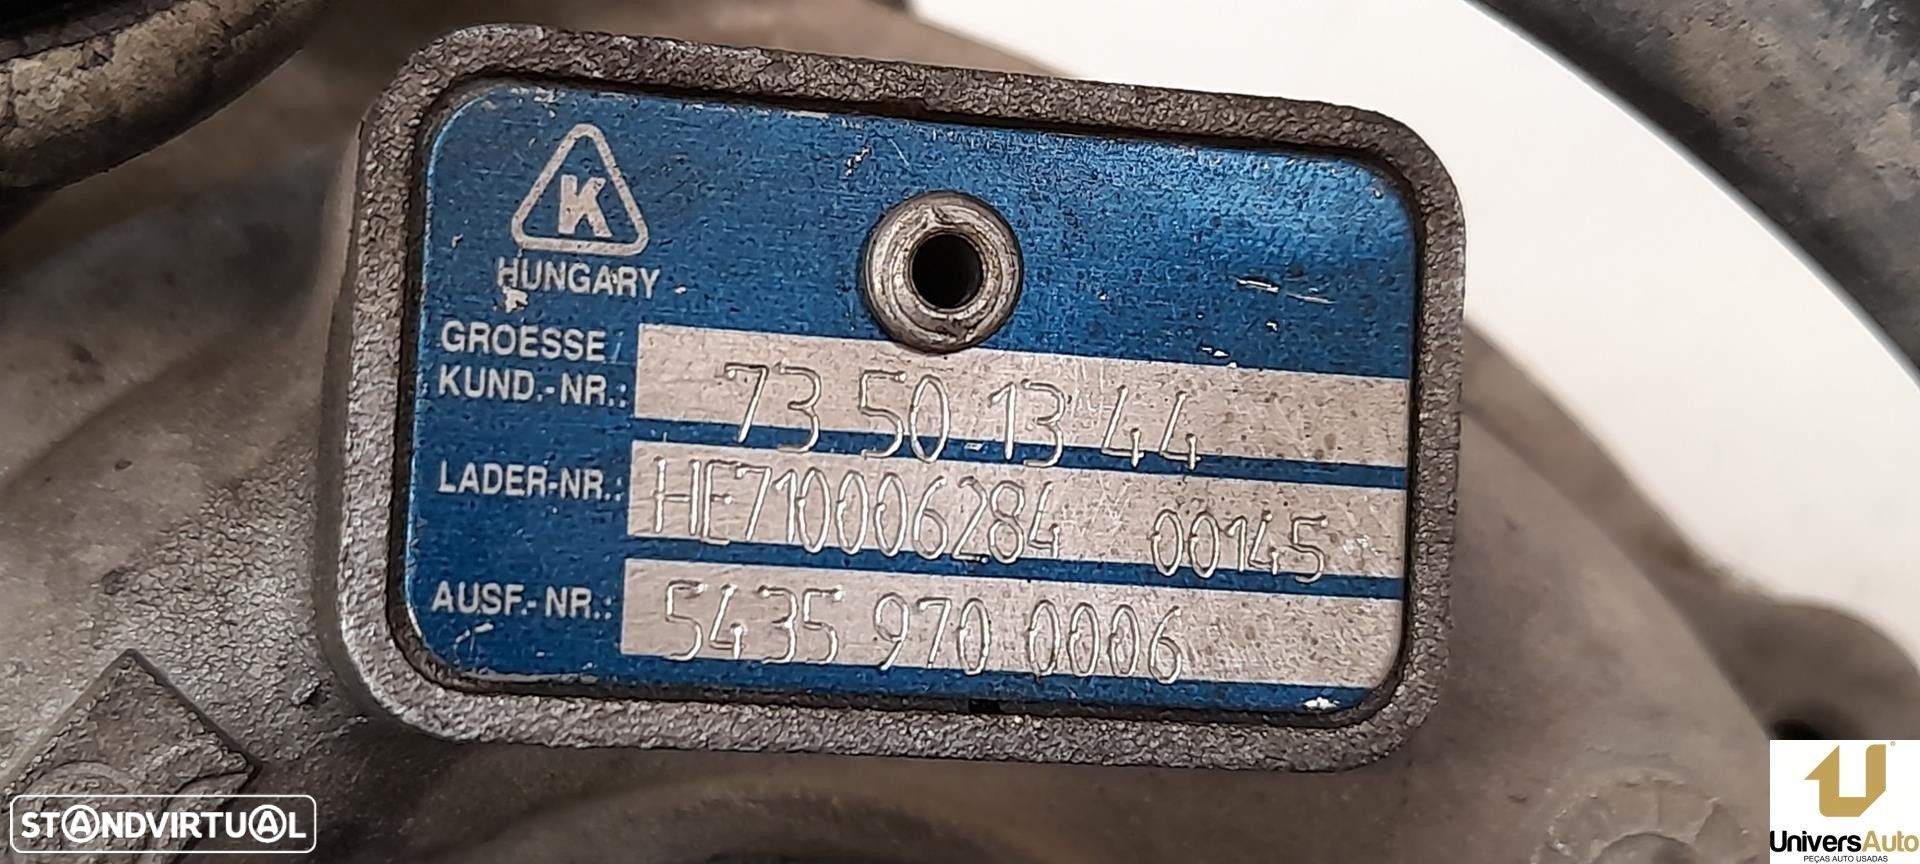 K
HUNGARY
GROESSE/
KUND.-NR.: 73 50 13 44
LADER-NR.: HE710006284 00145
AUSF.-NR.: 5435 970 0006
STANDVIRTUAL
UniversAuto
PEÇAS AUTO USADAS